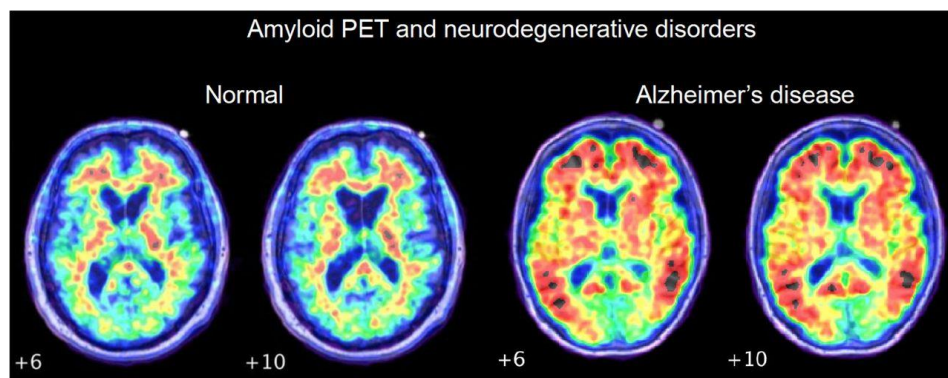 Amyloid PET and neurodegenerative disorders
Normal
Alzheimer's disease
+6
+10
+6
+10